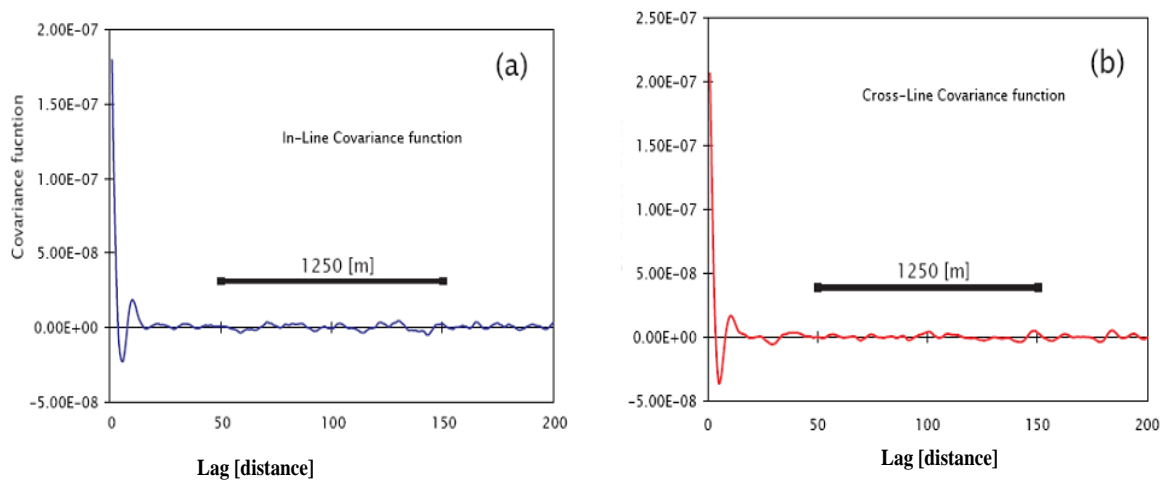 2.00E-07
1.50E-07
1.00E-07
5.00E-08
0.00E+00
-5.00E-08
Covariance fucntion
(a)
In-Line Covariance function
1250 [m]
0 50 100 150 200
Lag [distance]
2.50E-07
2.00E-07
1.50E-07
1.00E-07
5.00E-08
0.00E+00
-5.00E-08
(b)
Cross-Line Covariance function
1250 [m]
0 50 100 150 200
Lag [distance]